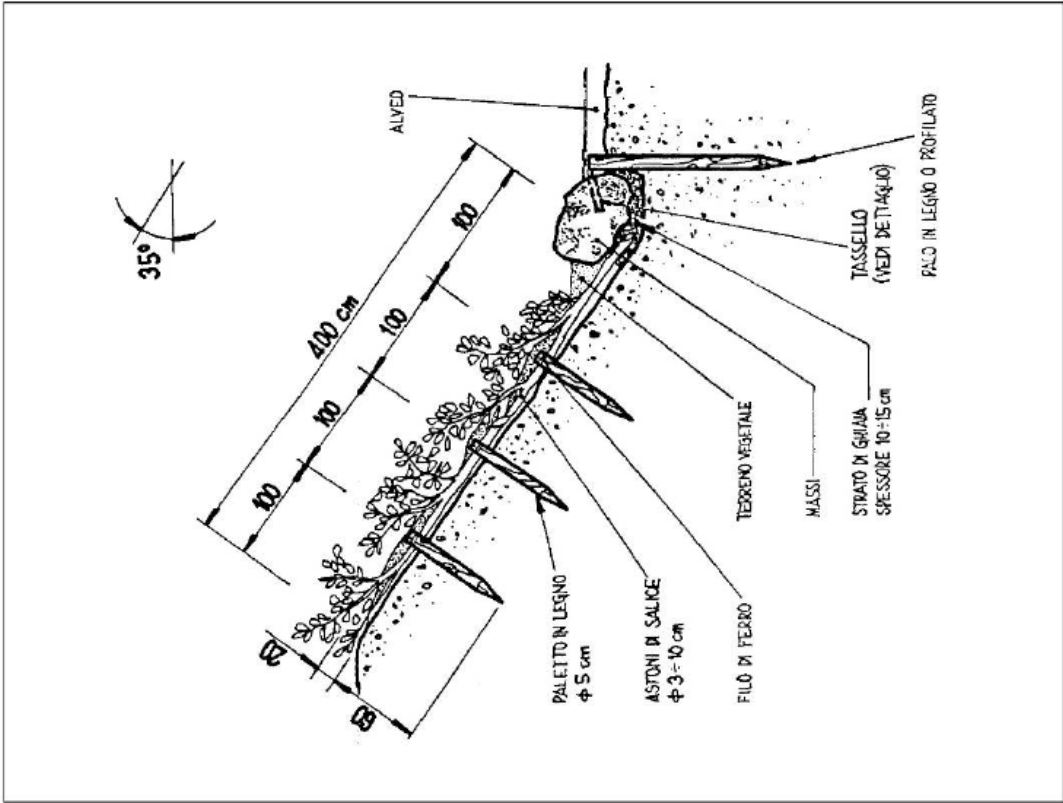 35°
400 cm
100
100
100
100
20
60
ALVEO
PALETTO IN LEGNO
φ 5 cm
ASTONI DI SALICE
φ 3÷10 cm
FILO DI FERRO
TERRENO VEGETALE
MASSI
STRATO DI GHIAIA
SPESSORE 10÷15 cm
TASSELLO
(VEDI DETTAGLIO)
PALO IN LEGNO O PROFILATO